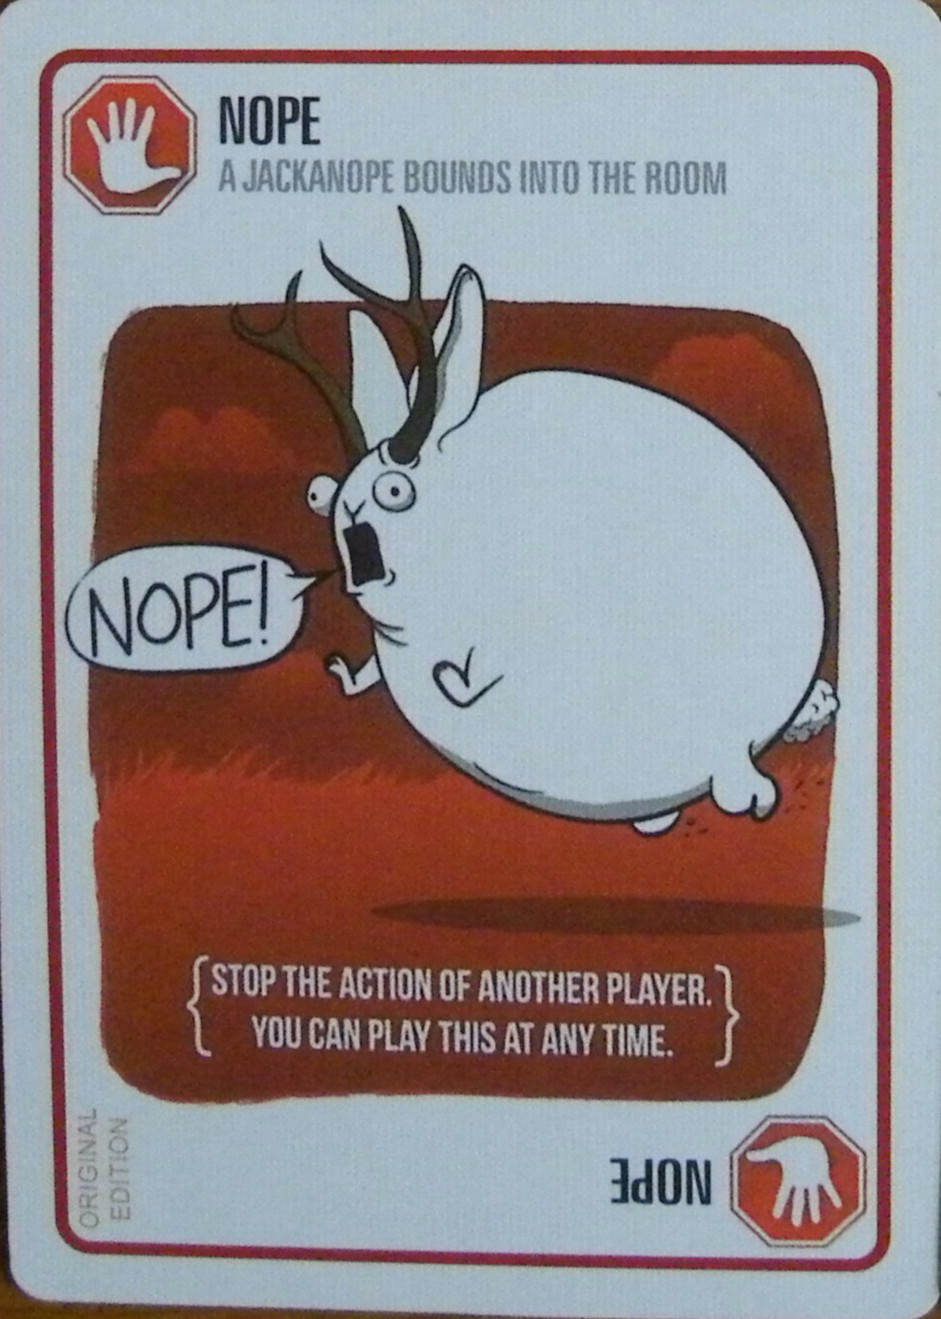 NOPE
A JACKANOPE BOUNDS INTO THE ROOM
NOPE!
{STOP THE ACTION OF ANOTHER PLAYER.
YOU CAN PLAY THIS AT ANY TIME.}
ORIGINAL
EDITION
NOPE